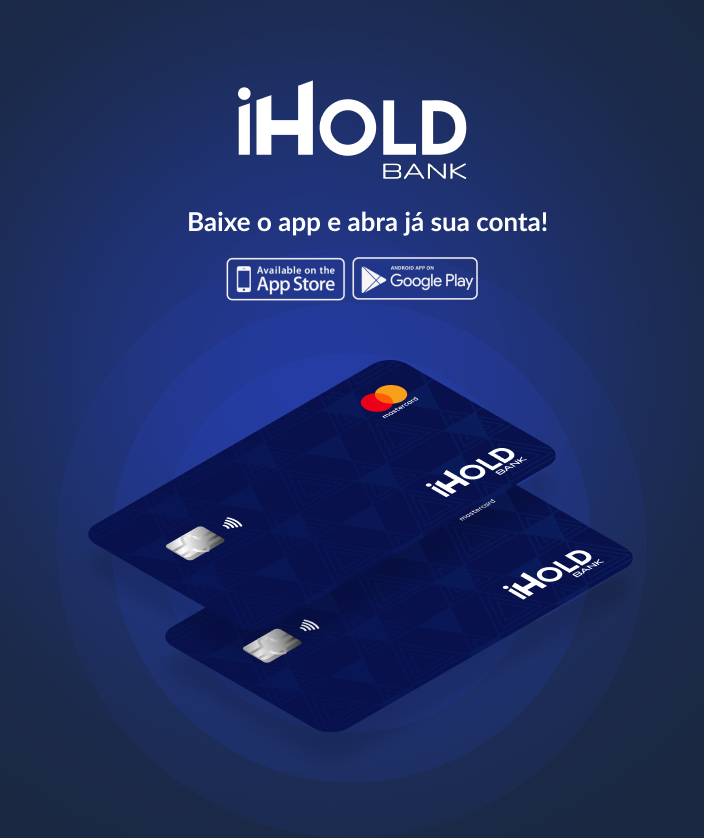 iHOLD
BANK
Baixe o app e abra já sua conta!
Available on the
App Store
ANDROID APP ON
Google Play
mastercard
iHOLD
BANK
mastercard
iHOLD
BANK